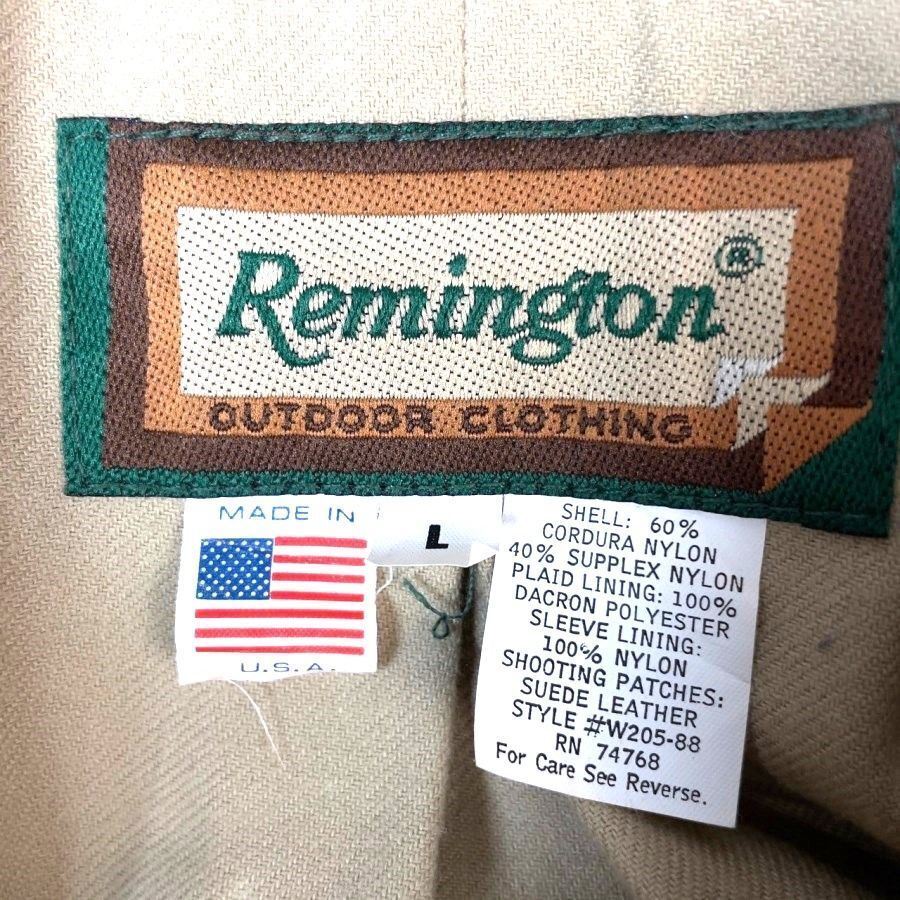 Remington®
OUTDOOR CLOTHING
MADE IN
U.S.A.
L
SHELL: 60%
CORDURA NYLON
40% SUPPLEX NYLON
PLAID LINING: 100%
DACRON POLYESTER
SLEEVE LINING:
100% NYLON
SHOOTING PATCHES:
SUEDE LEATHER
STYLE #W205-88
RN 74768
For Care See Reverse.